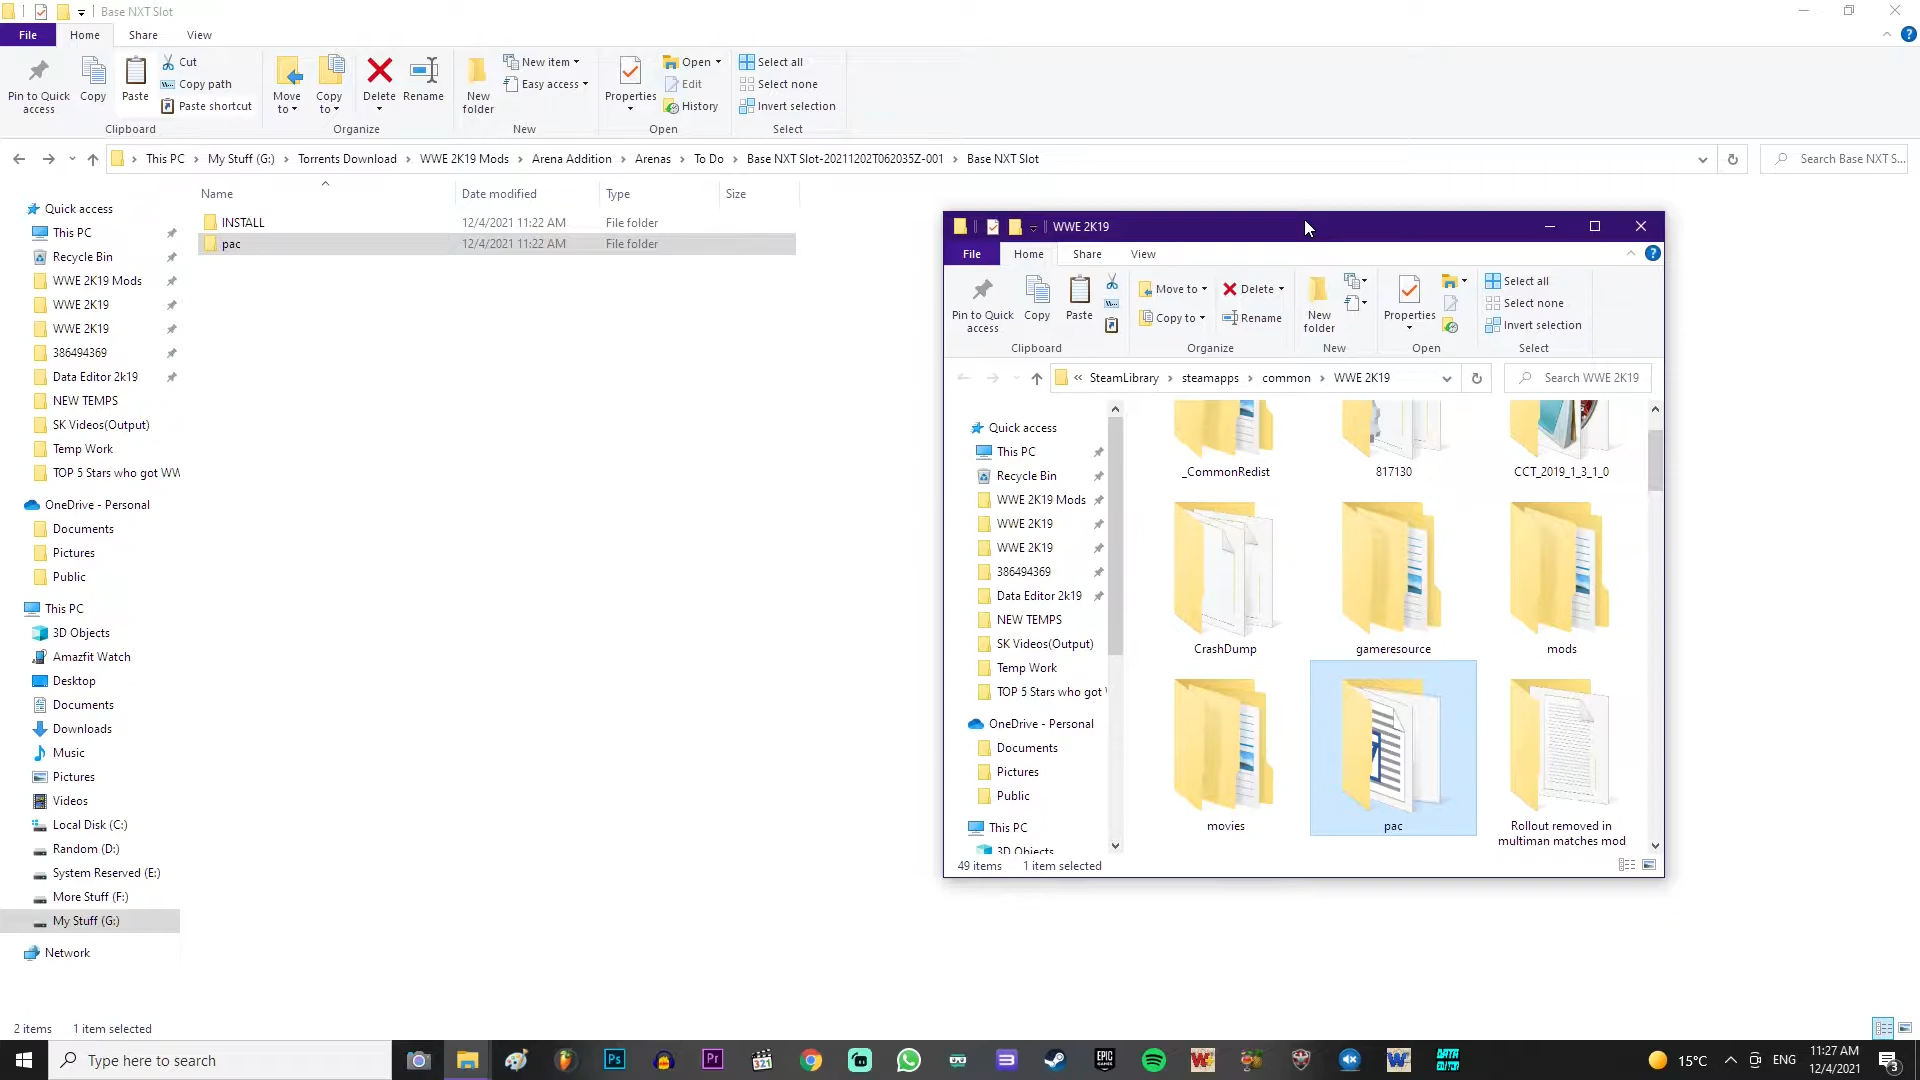 Base NXT Slot
File Home Share View
Pin to Quick access
Copy
Paste
Cut
Copy path
Paste shortcut
Clipboard
Move to
Copy to
Delete
Rename
Organize
New folder
New item
Easy access
New
Properties
Open
Edit
History
Open
Select all
Select none
Invert selection
Select
This PC > My Stuff (G:) > Torrents Download > WWE 2K19 Mods > Arena Addition > Arenas > To Do > Base NXT Slot-20211202T062035Z-001 > Base NXT Slot
Search Base NXT S...
Name Date modified Type Size
INSTALL 12/4/2021 11:22 AM File folder
pac 12/4/2021 11:22 AM File folder
Quick access
This PC
Recycle Bin
WWE 2K19 Mods
WWE 2K19
WWE 2K19
386494369
Data Editor 2k19
NEW TEMPS
SK Videos(Output)
Temp Work
TOP 5 Stars who got WW
OneDrive - Personal
Documents
Pictures
Public
This PC
3D Objects
Amazfit Watch
Desktop
Documents
Downloads
Music
Pictures
Videos
Local Disk (C:)
Random (D:)
System Reserved (E:)
More Stuff (F:)
My Stuff (G:)
Network
2 items 1 item selected
WWE 2K19
File Home Share View
Pin to Quick access
Copy
Paste
Clipboard
Move to
Copy to
Delete
Rename
Organize
New folder
New
Properties
Open
Select all
Select none
Invert selection
Select
« SteamLibrary > steamapps > common > WWE 2K19
Search WWE 2K19
Quick access
This PC
Recycle Bin
WWE 2K19 Mods
WWE 2K19
WWE 2K19
386494369
Data Editor 2k19
NEW TEMPS
SK Videos(Output)
Temp Work
TOP 5 Stars who got
OneDrive - Personal
Documents
Pictures
Public
This PC
3D Objects
_CommonRedist
817130
CCT_2019_1_3_1_0
CrashDump
gameresource
mods
movies
pac
Rollout removed in
multiman matches mod
49 items 1 item selected
Type here to search
Ps
Pr
321
EPIC GAMES
DATA EDITOR
15°C
ENG
11:27 AM
12/4/2021
3